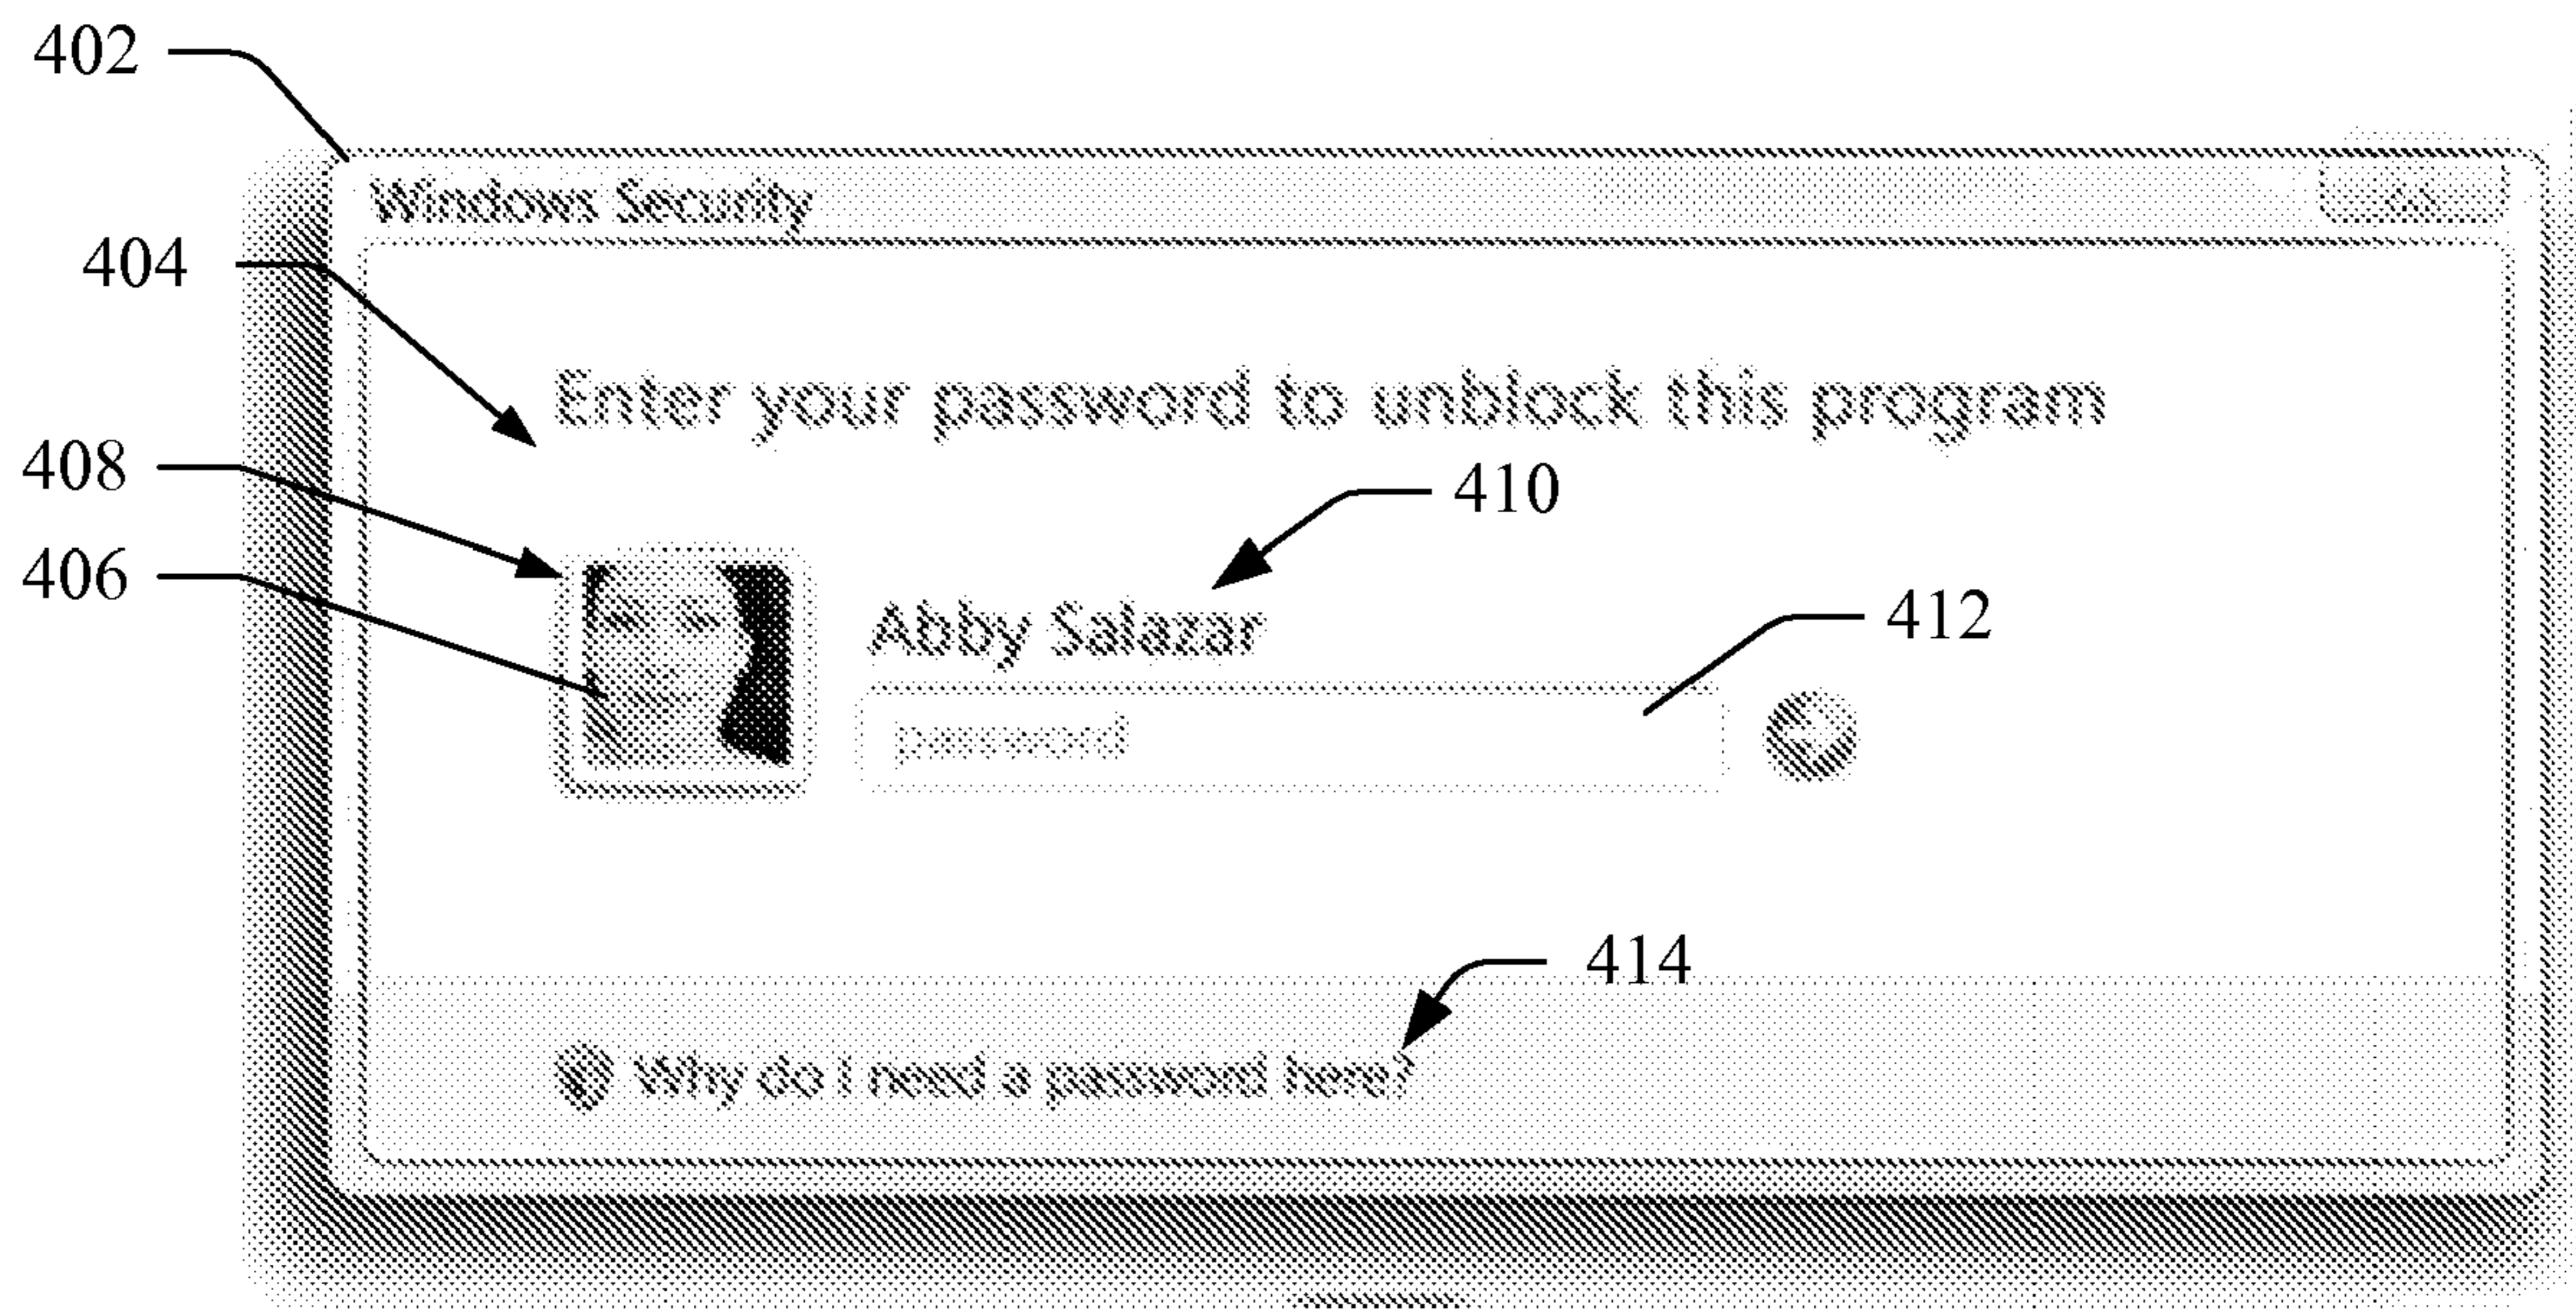 402
Windows Security
404
Enter your password to unblock this program
408
410
406
Abby Salazar
412
password
414
Why do I need a password here?